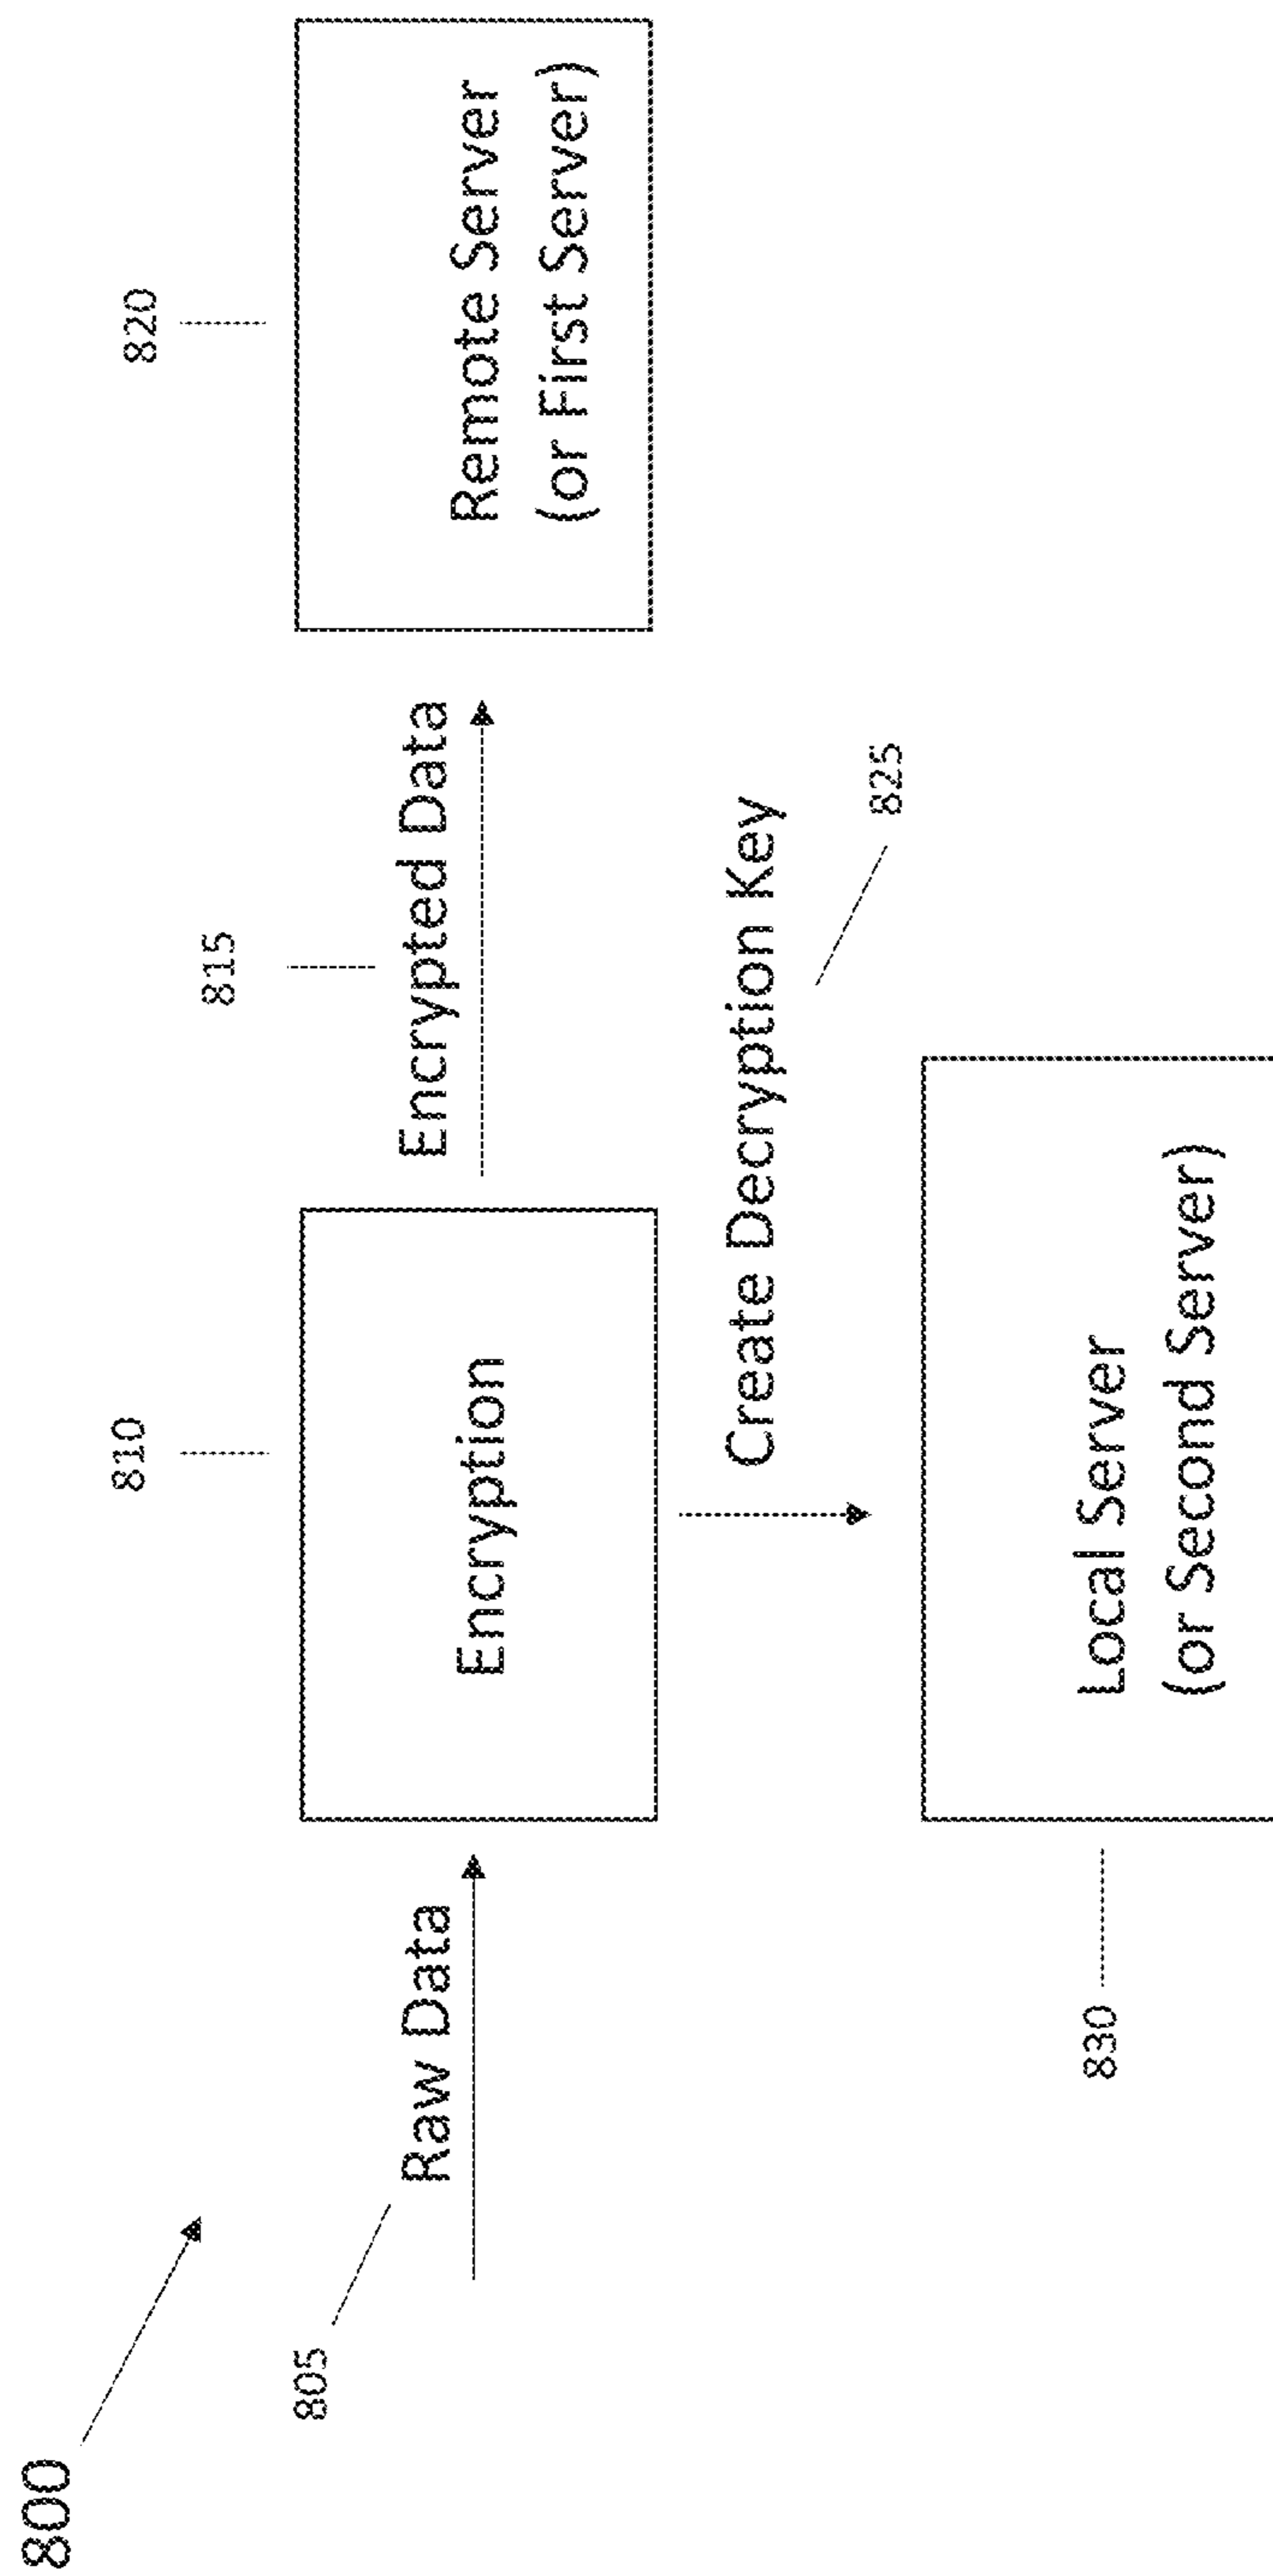 800
805
Raw Data
810
Encryption
815
Encrypted Data
820
Remote Server
(or First Server)
Create Decryption Key
825
830
Local Server
(or Second Server)